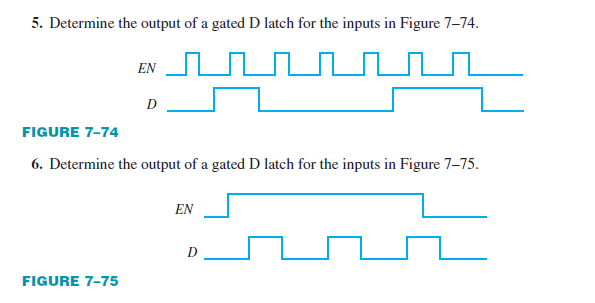 5. Determine the output of a gated D latch for the inputs in Figure 7–74.
EN
D
FIGURE 7–74
6. Determine the output of a gated D latch for the inputs in Figure 7–75.
EN
D
FIGURE 7–75